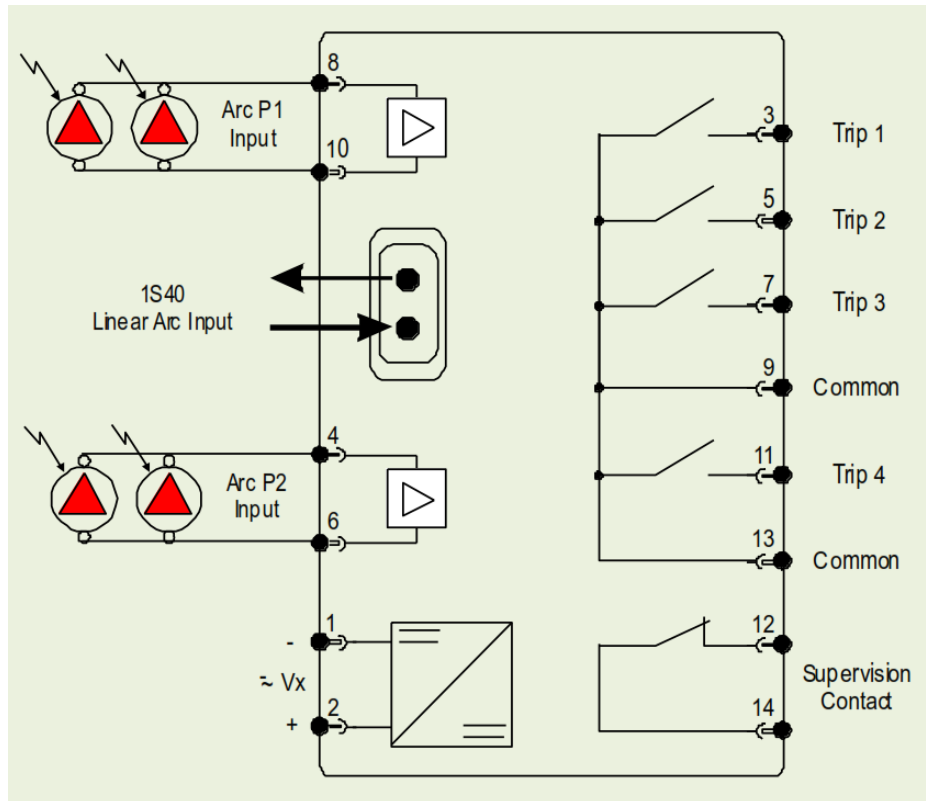 8
Arc P1
Input
10
1S40
Linear Arc Input
4
Arc P2
Input
6
1
-
~ Vx
2
+
3
Trip 1
5
Trip 2
7
Trip 3
9
Common
11
Trip 4
13
Common
12
Supervision
Contact
14